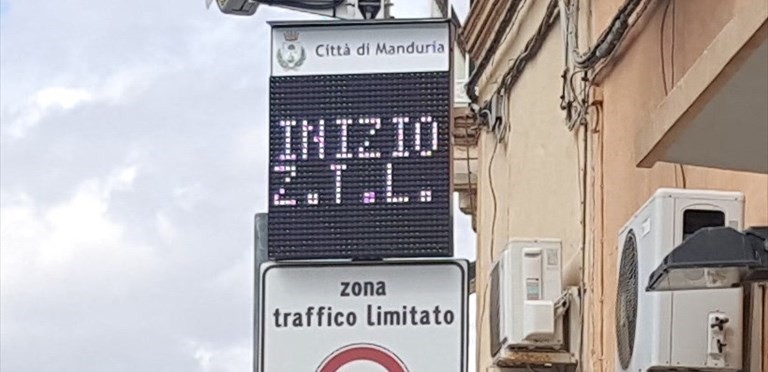 Città di Manduria
INIZIO
Z.T.L.
zona
traffico limitato